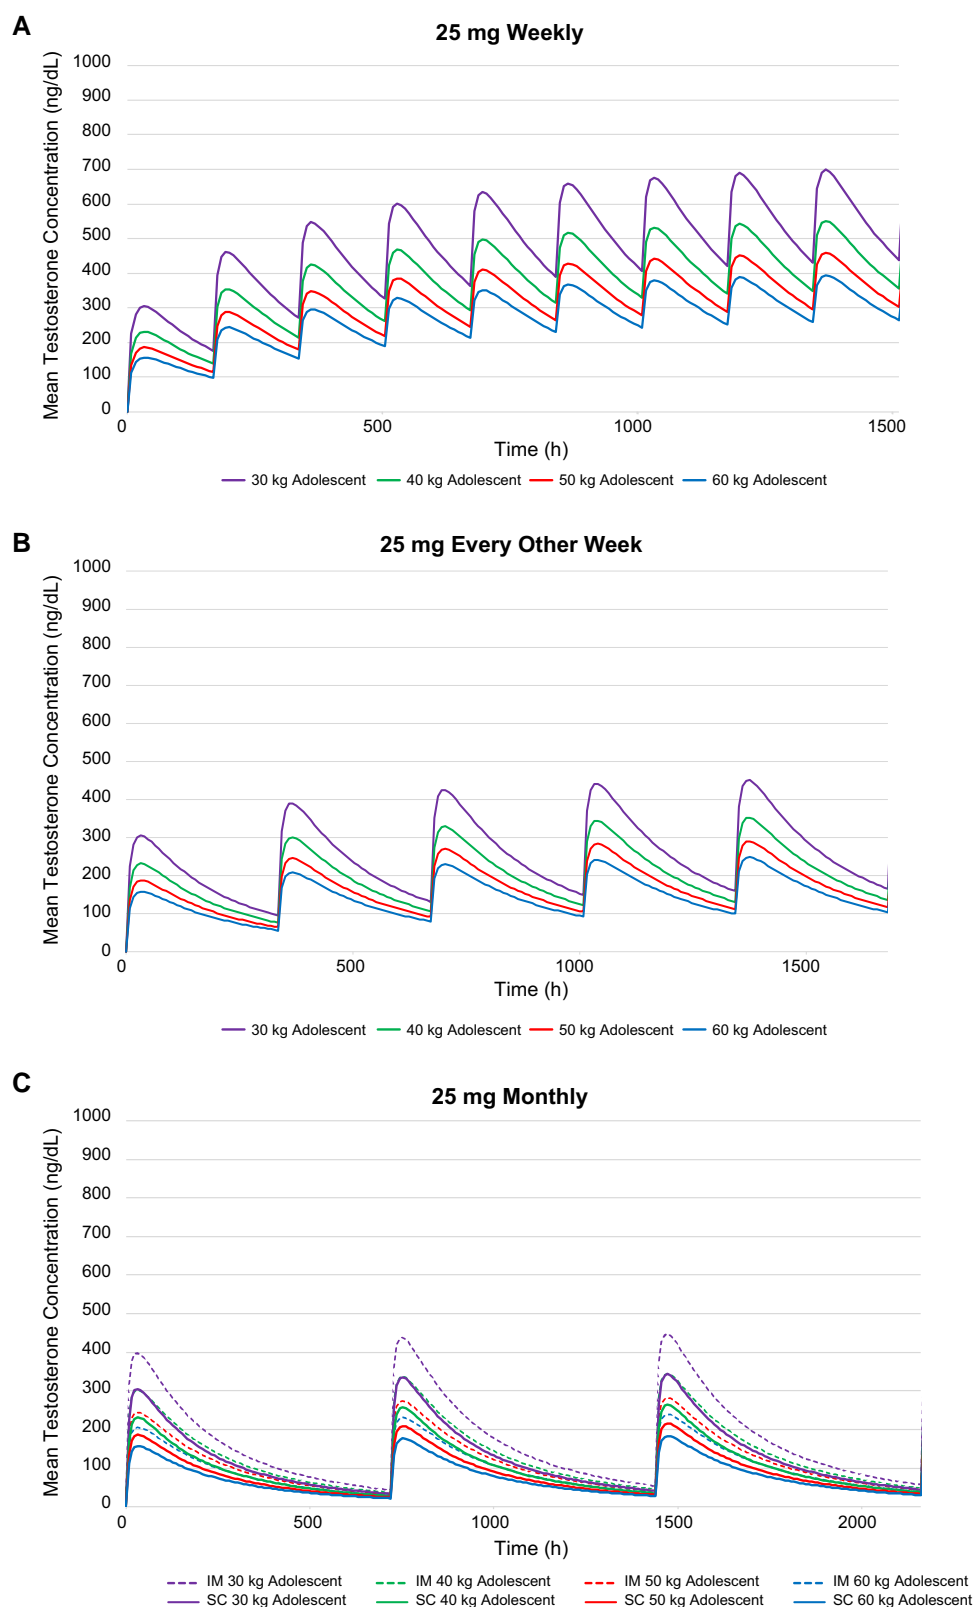 A
25 mg Weekly
Mean Testosterone Concentration (ng/dL)
1000
900
800
700
600
500
400
300
200
100
0
0 500 1000 1500
Time (h)
30 kg Adolescent 40 kg Adolescent 50 kg Adolescent 60 kg Adolescent
B
25 mg Every Other Week
Mean Testosterone Concentration (ng/dL)
1000
900
800
700
600
500
400
300
200
100
0
0 500 1000 1500
Time (h)
30 kg Adolescent 40 kg Adolescent 50 kg Adolescent 60 kg Adolescent
C
25 mg Monthly
Mean Testosterone Concentration (ng/dL)
1000
900
800
700
600
500
400
300
200
100
0
0 500 1000 1500 2000
Time (h)
IM 30 kg Adolescent IM 40 kg Adolescent IM 50 kg Adolescent IM 60 kg Adolescent
SC 30 kg Adolescent SC 40 kg Adolescent SC 50 kg Adolescent SC 60 kg Adolescent